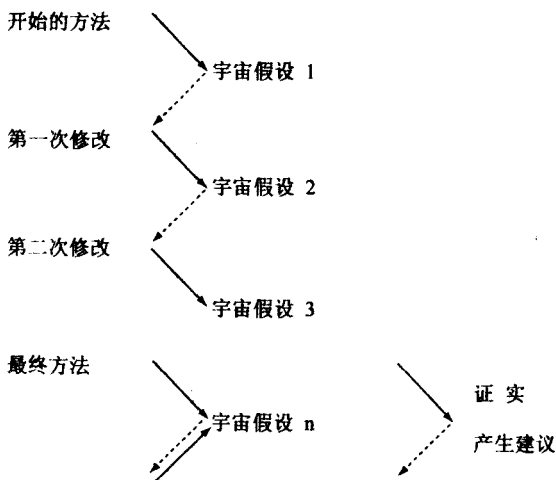 开始的方法
宇宙假设 1
第一次修改
宇宙假设 2
第二次修改
宇宙假设 3
最终方法
宇宙假设 n
证 实
产生建议